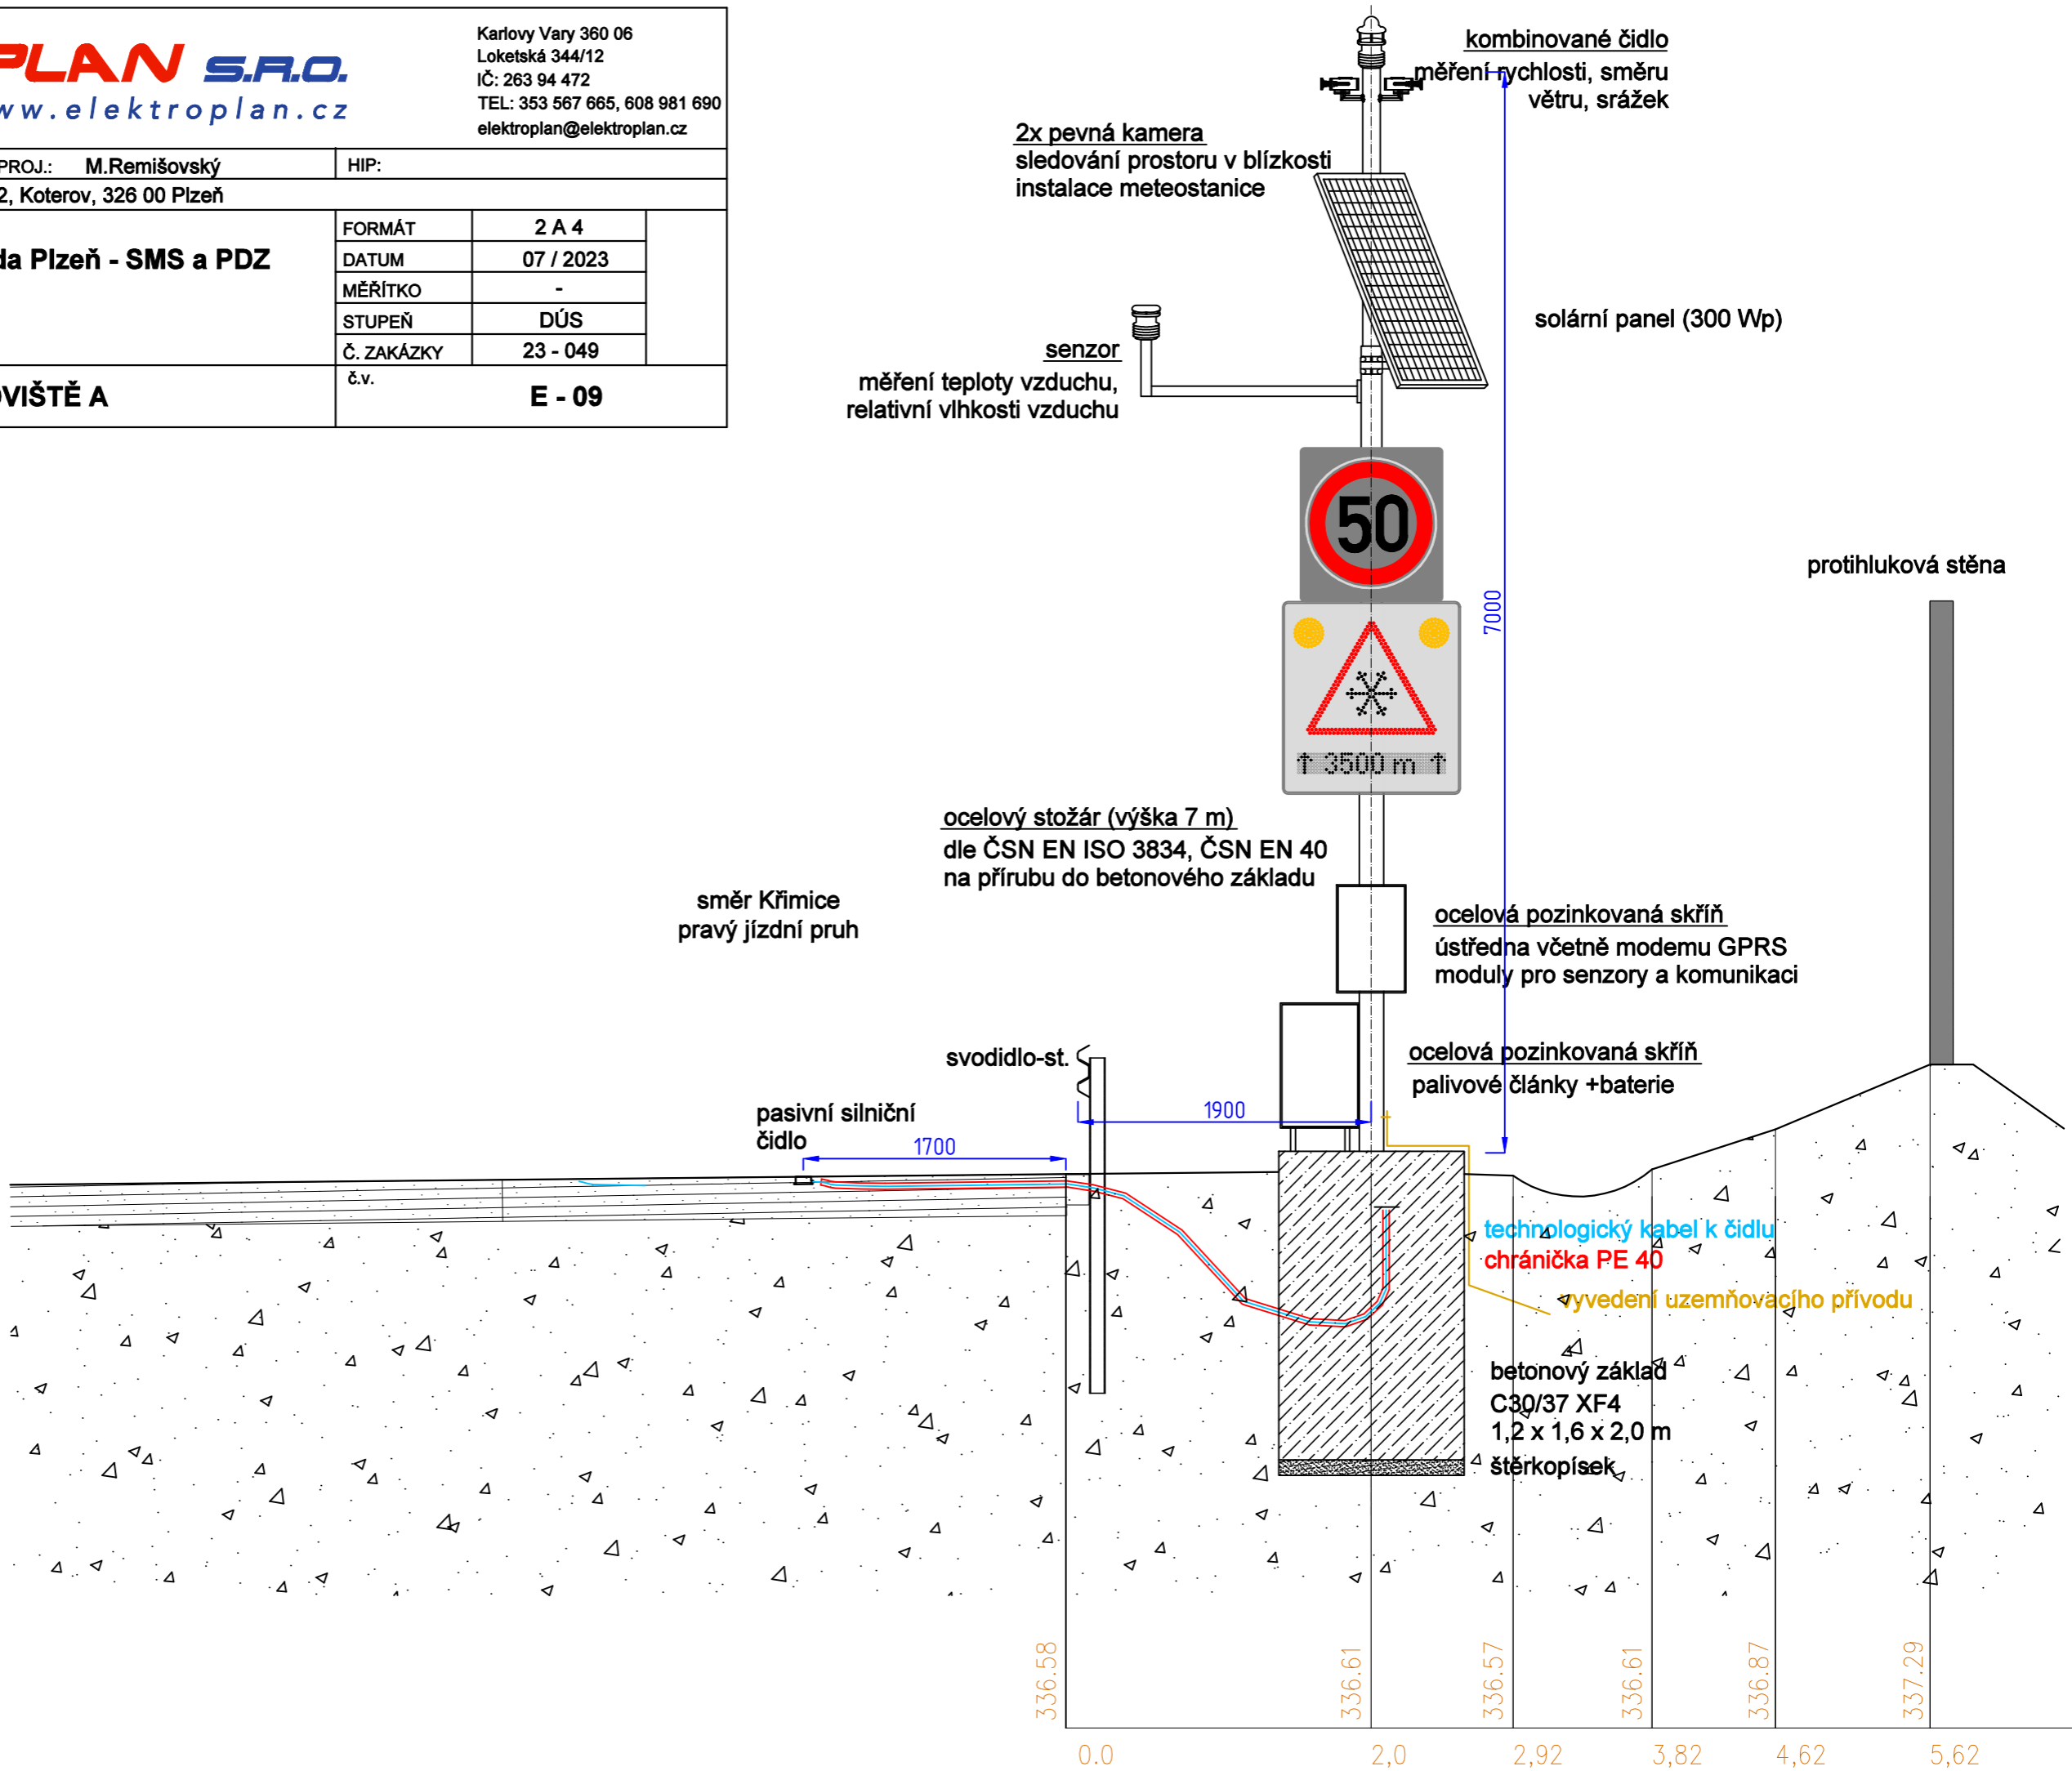 PLAN S.R.O.
ww.elektroplan.cz
Karlovy Vary 360 06
Loketská 344/12
IČ: 263 94 472
TEL: 353 567 665, 608 981 690
elektroplan@elektroplan.cz
PROJ.: M.Remišovský
HIP:
2, Koterov, 326 00 Plzeň
da Plzeň - SMS a PDZ
FORMÁT 2 A 4
DATUM 07 / 2023
MĚŘÍTKO -
STUPEŇ DÚS
Č. ZAKÁZKY 23 - 049
OVIŠTĚ A
č.v. E - 09
kombinované čidlo
měření rychlosti, směru
větru, srážek
2x pevná kamera
sledování prostoru v blízkosti
instalace meteostanice
solární panel (300 Wp)
senzor
měření teploty vzduchu,
relativní vlhkosti vzduchu
50
7000
protihluková stěna
↑ 3500 m ↑
ocelový stožár (výška 7 m)
dle ČSN EN ISO 3834, ČSN EN 40
na přírubu do betonového základu
směr Křimice
pravý jízdní pruh
ocelová pozinkovaná skříň
ústředna včetně modemu GPRS
moduly pro senzory a komunikaci
svodidlo-st.
ocelová pozinkovaná skříň
palivové články +baterie
pasivní silniční
čidlo
1900
1700
technologický kabel k čidlu
chránička PE 40
vyvedení uzemňovacího přívodu
betonový základ
C30/37 XF4
1,2 x 1,6 x 2,0 m
štěrkopísek
336.58
336.61
336.57
336.61
336.87
337.29
0.0
2,0
2,92
3,82
4,62
5,62